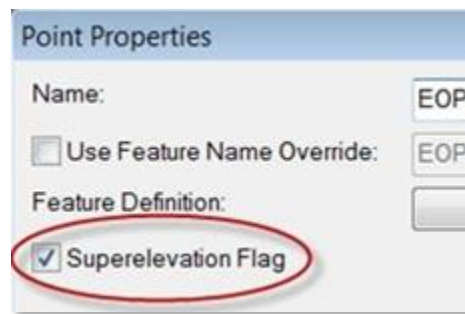 Point Properties
Name: EOP
Use Feature Name Override: EOP
Feature Definition:
Superelevation Flag